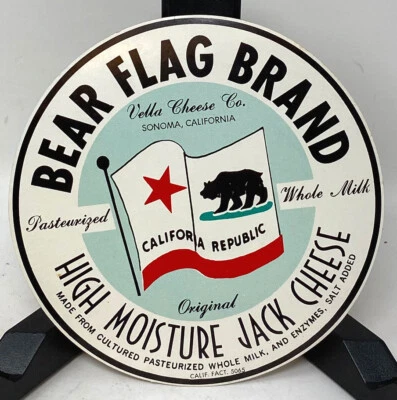 BEAR FLAG BRAND
Vella Cheese Co.
SONOMA, CALIFORNIA
Pasteurized
Whole Milk
CALIFORA REPUBLIC
Original
HIGH MOISTURE JACK CHEESE
MADE FROM CULTURED PASTEURIZED WHOLE MILK, AND ENZYMES, SALT ADDED
CALIF. FACT. 5065